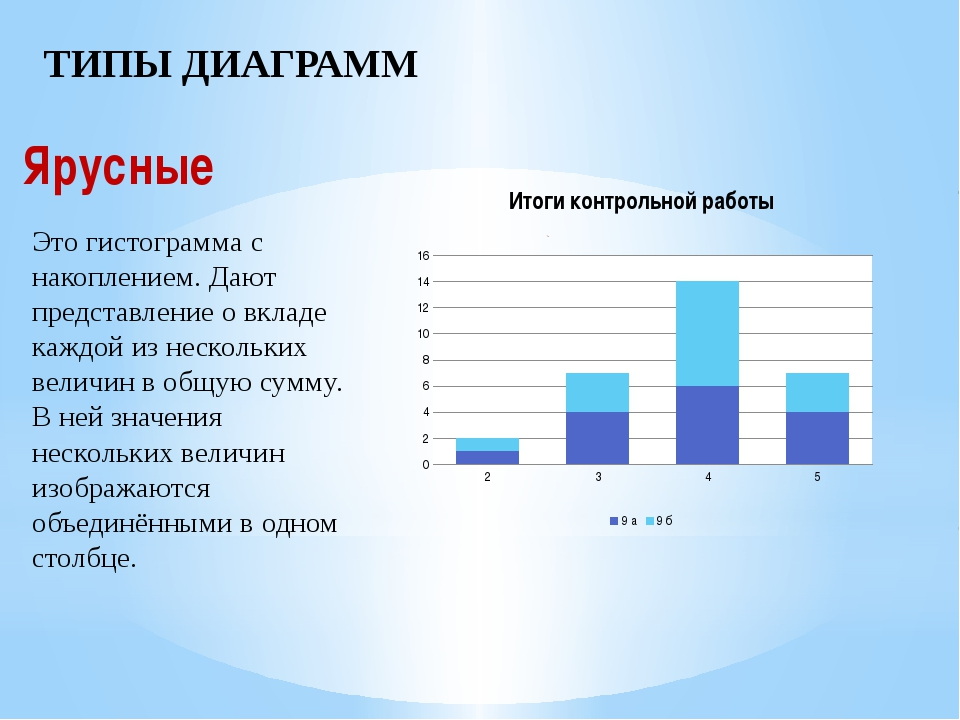 ТИПЫ ДИАГРАММ
Ярусные
Это гистограмма с
накоплением. Дают
представление о вкладе
каждой из нескольких
величин в общую сумму.
В ней значения
нескольких величин
изображаются
объединёнными в одном
столбце.
Итоги контрольной работы
16
14
12
10
8
6
4
2
0
2 3 4 5
9 а 9 б